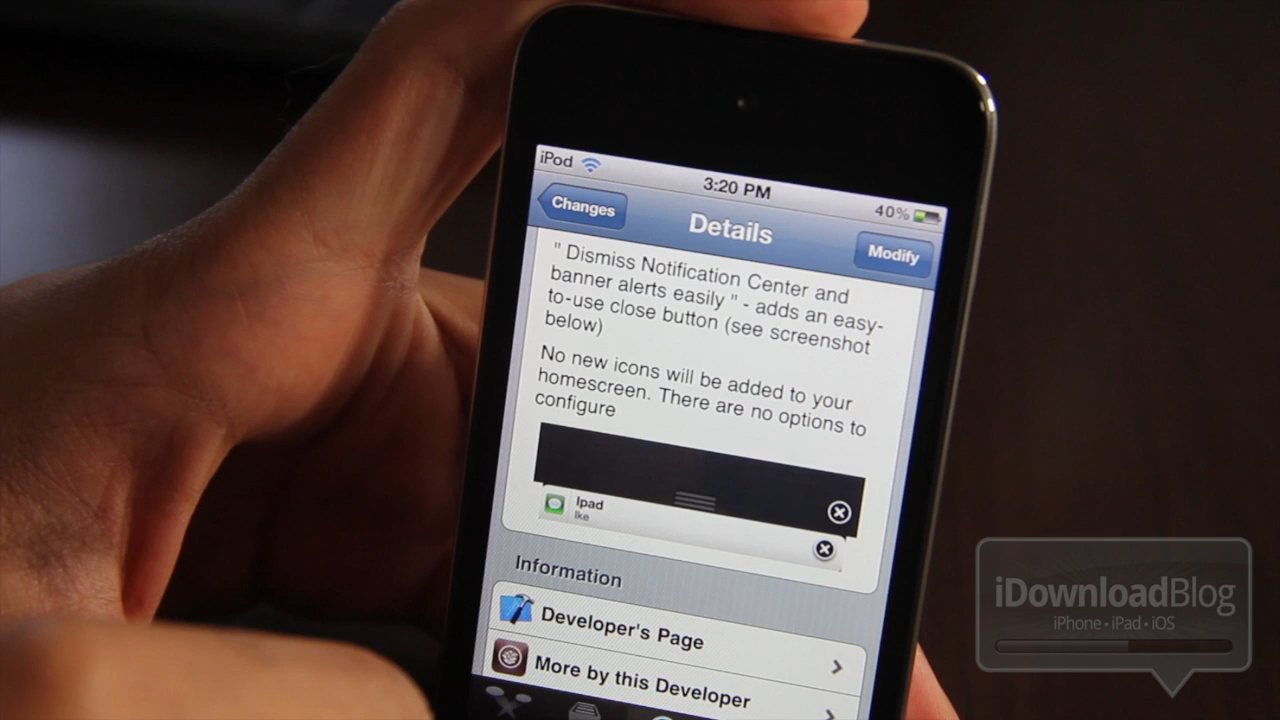 iPod
3:20 PM
40%
Changes
Details
Modify
" Dismiss Notification Center and
banner alerts easily " - adds an easy-
to-use close button (see screenshot
below)
No new icons will be added to your
homescreen. There are no options to
configure
Ipad
Ike
Information
Developer's Page
More by this Developer
iDownloadBlog
iPhone • iPad • iOS